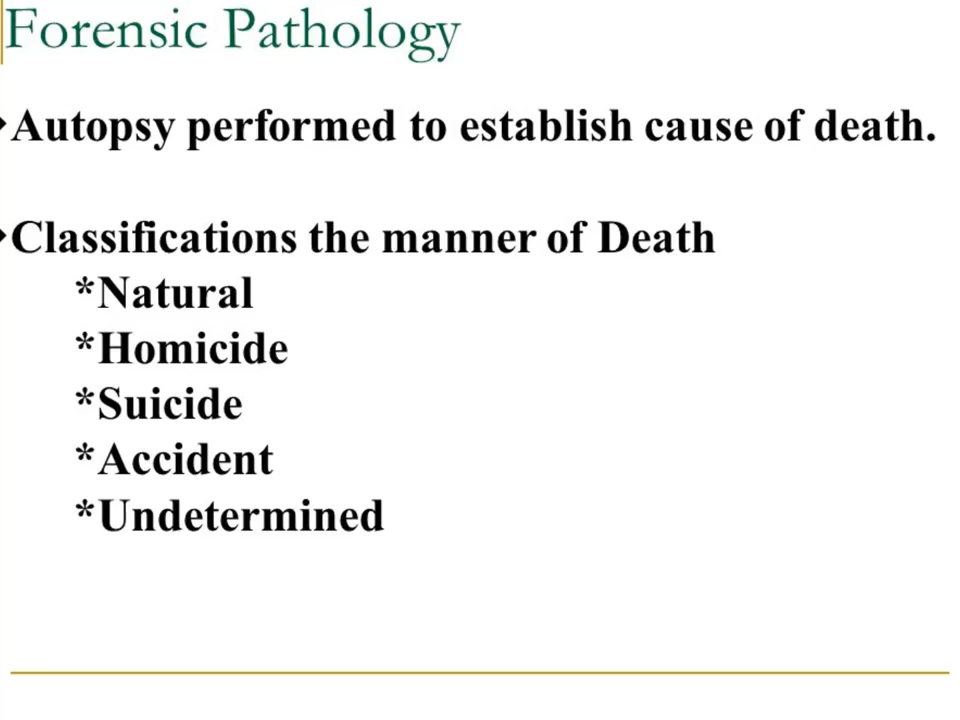 Forensic Pathology
Autopsy performed to establish cause of death.
Classifications the manner of Death
*Natural
*Homicide
*Suicide
*Accident
*Undetermined